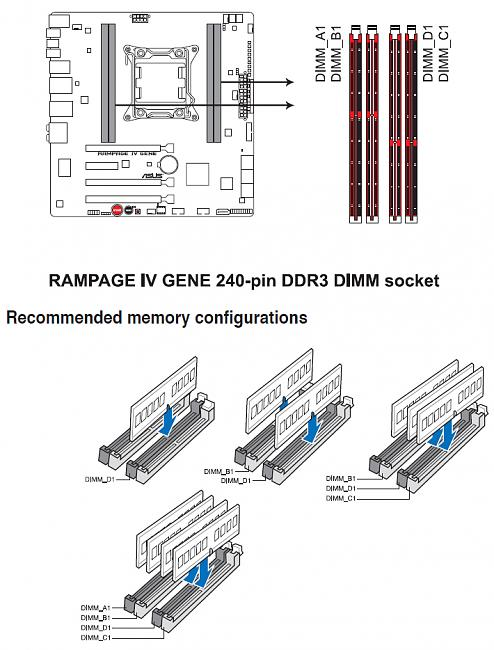 DIMM_A1
DIMM_B1
DIMM_D1
DIMM_C1
RAMPAGE IV GENE
ASUS
RAMPAGE IV GENE 240-pin DDR3 DIMM socket
Recommended memory configurations
DIMM_D1
DIMM_B1
DIMM_D1
DIMM_B1
DIMM_D1
DIMM_C1
DIMM_A1
DIMM_B1
DIMM_D1
DIMM_C1